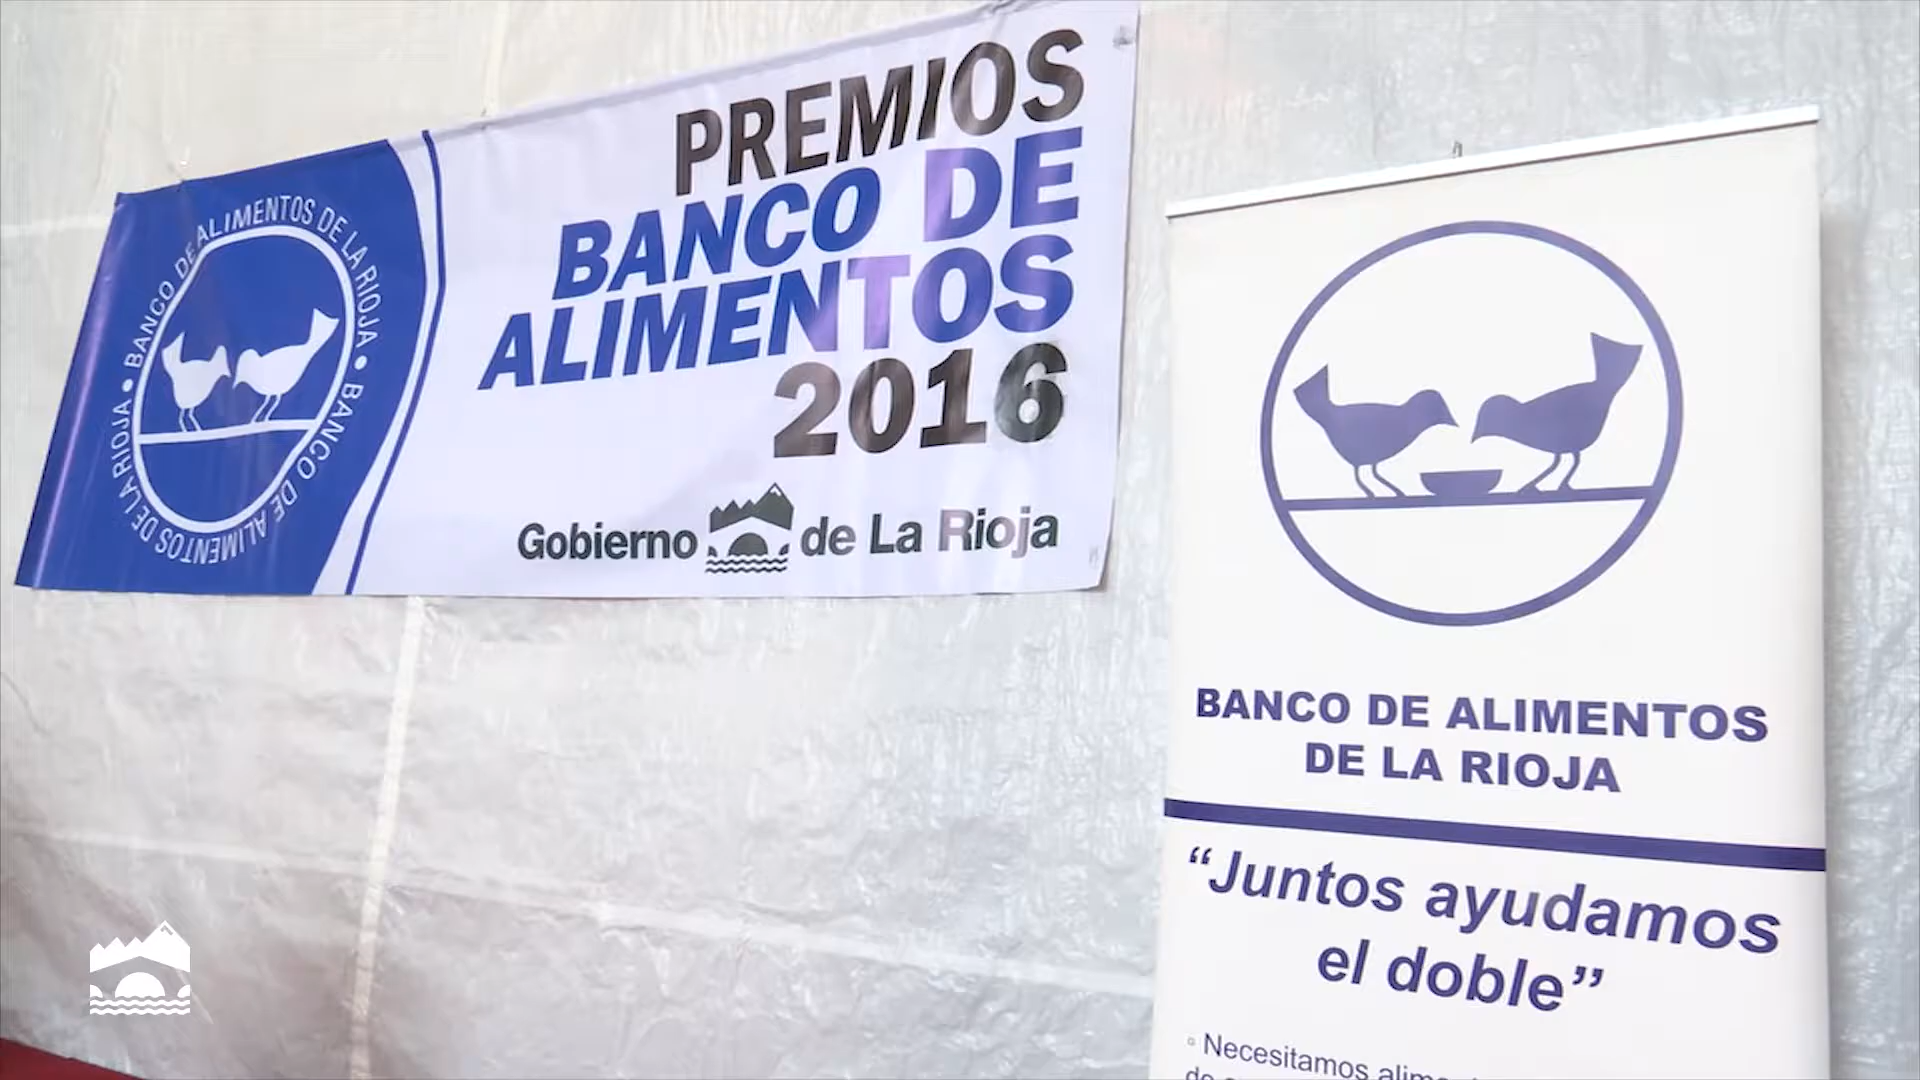 PREMIOS
BANCO DE
ALIMENTOS
2016
Gobierno de La Rioja
BANCO DE ALIMENTOS DE LA RIOJA • BANCO DE ALIMENTOS DE LA RIOJA •
BANCO DE ALIMENTOS
DE LA RIOJA
“Juntos ayudamos
el doble”
Necesitamos